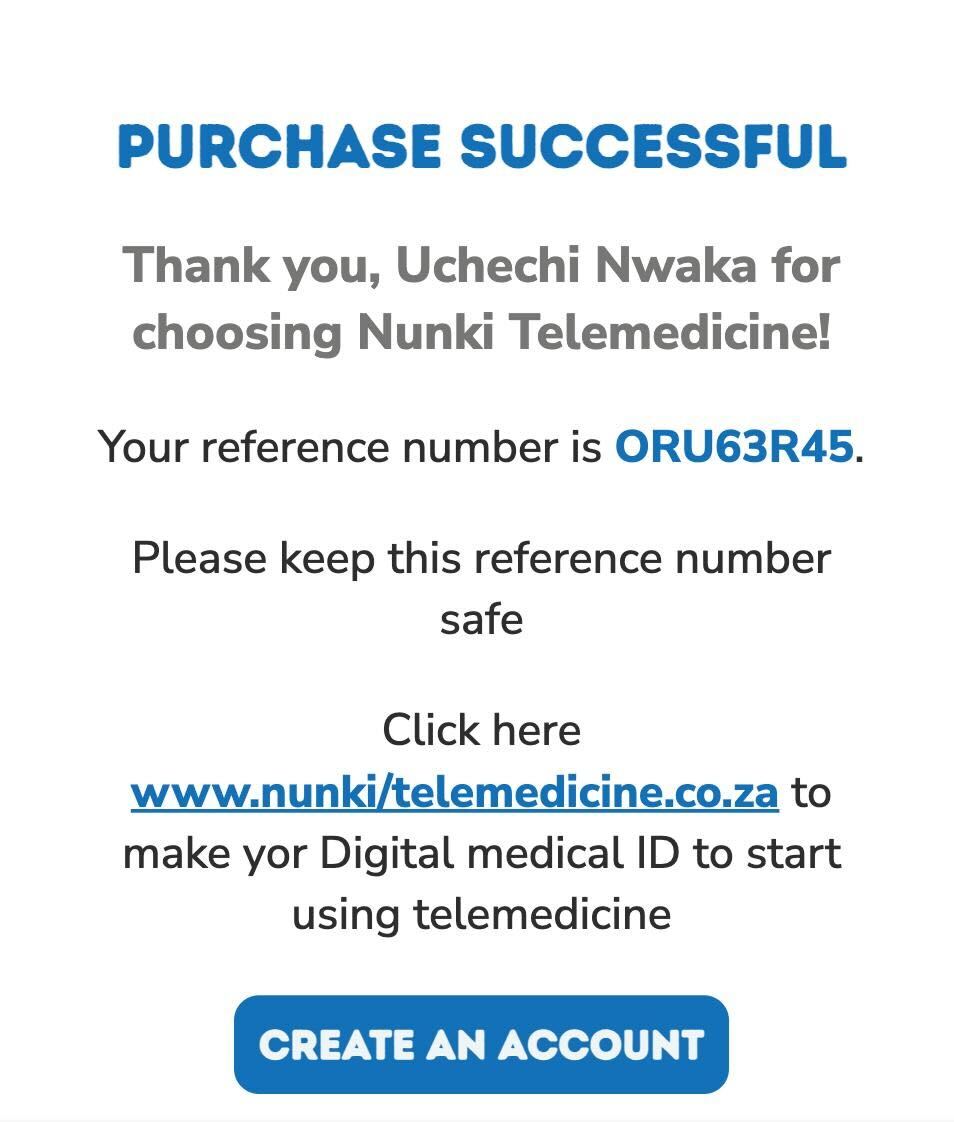 PURCHASE SUCCESSFUL
Thank you, Uchechi Nwaka for
choosing Nunki Telemedicine!
Your reference number is ORU63R45.
Please keep this reference number
safe
Click here
www.nunki/telemedicine.co.za to
make yor Digital medical ID to start
using telemedicine
CREATE AN ACCOUNT